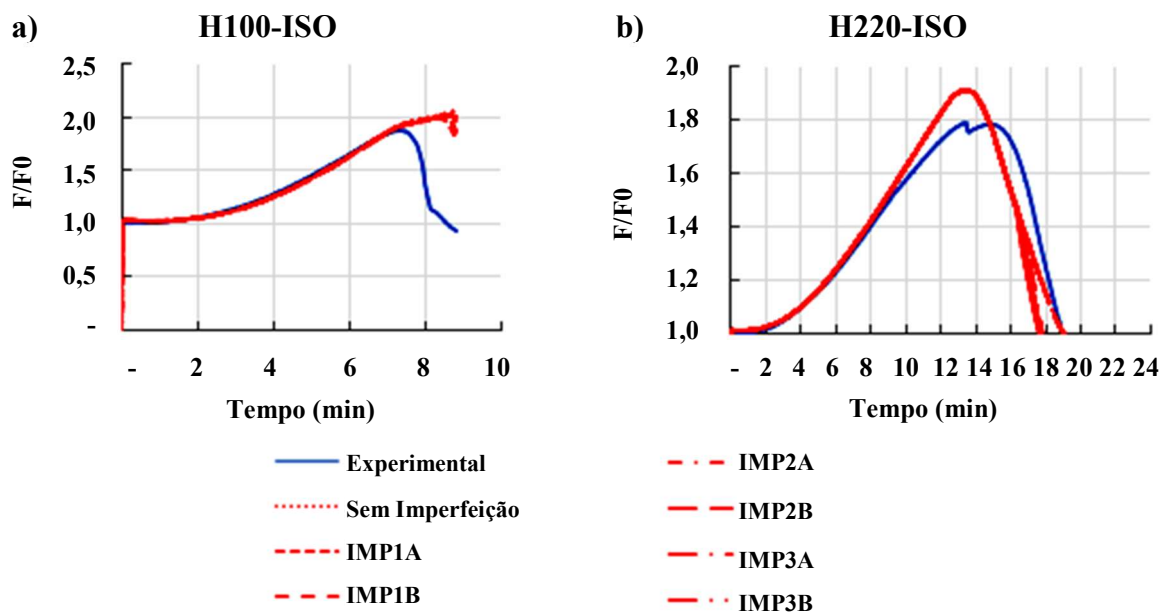 a) H100-ISO
2,5
2,0
1,5
1,0
0,5
-
F/F0
- 2 4 6 8 10
Tempo (min)
b) H220-ISO
2,0
1,8
1,6
1,4
1,2
1,0
F/F0
- 2 4 6 8 10 12 14 16 18 20 22 24
Tempo (min)
Experimental
Sem Imperfeição
IMP1A
IMP1B
IMP2A
IMP2B
IMP3A
IMP3B